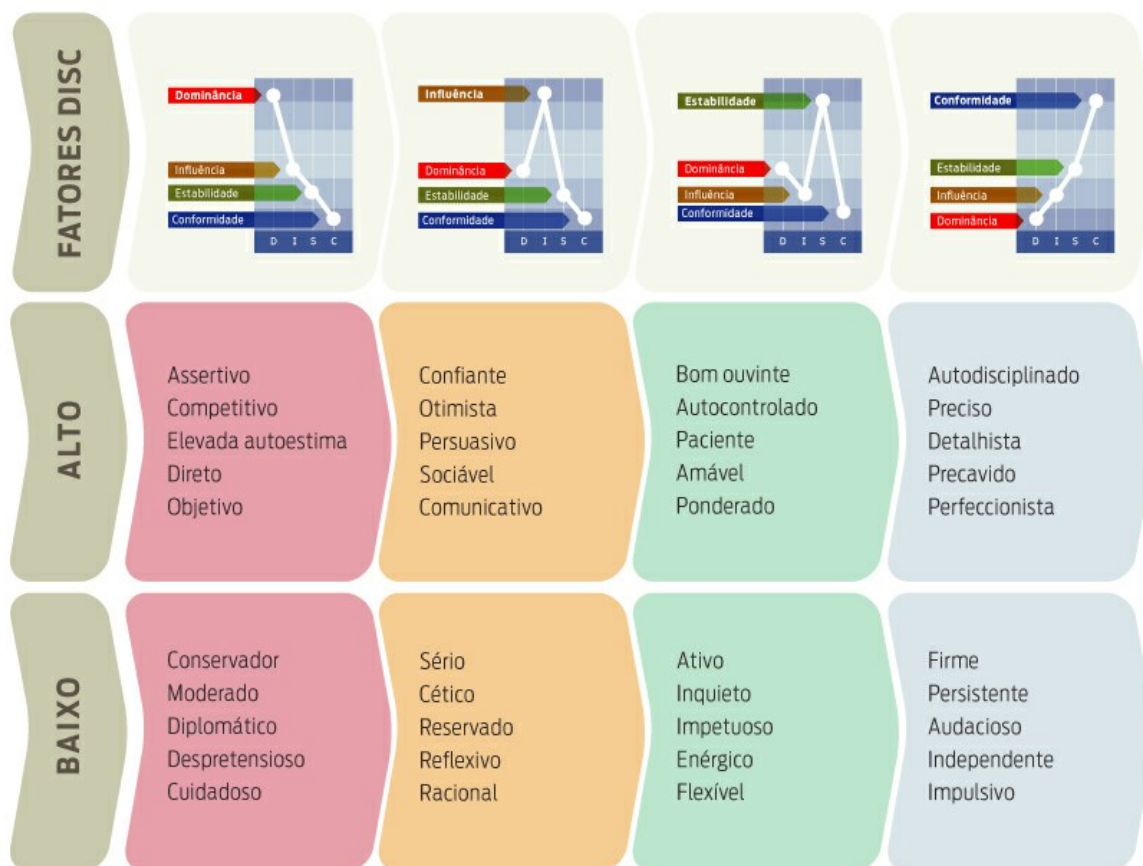 FATORES DISC
Dominância
Influência
Estabilidade
Conformidade
D I S C
Influência
Dominância
Estabilidade
Conformidade
D I S C
Estabilidade
Dominância
Influência
Conformidade
D I S C
Conformidade
Estabilidade
Influência
Dominância
D I S C
ALTO
Assertivo
Competitivo
Elevada autoestima
Direto
Objetivo
Confiante
Otimista
Persuasivo
Sociável
Comunicativo
Bom ouvinte
Autocontrolado
Paciente
Amável
Ponderado
Autodisciplinado
Preciso
Detalhista
Precavido
Perfeccionista
BAIXO
Conservador
Moderado
Diplomático
Despretensioso
Cuidadoso
Sério
Cético
Reservado
Reflexivo
Racional
Ativo
Inquieto
Impetuoso
Enérgico
Flexível
Firme
Persistente
Audacioso
Independente
Impulsivo